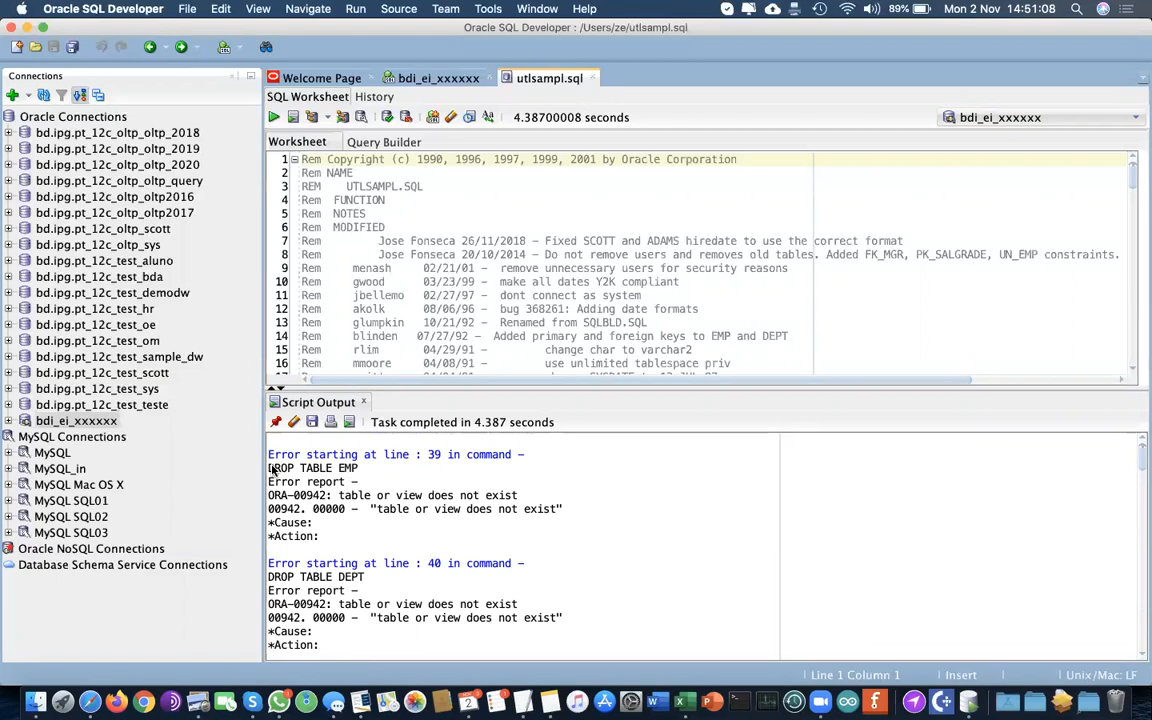 Oracle SQL Developer File Edit View Navigate Run Source Team Tools Window Help 89% Mon 2 Nov 14:51:08
Oracle SQL Developer : /Users/ze/utlsampl.sql
Connections
Oracle Connections
bd.ipg.pt_12c_oltp_oltp_2018
bd.ipg.pt_12c_oltp_oltp_2019
bd.ipg.pt_12c_oltp_oltp_2020
bd.ipg.pt_12c_oltp_oltp_query
bd.ipg.pt_12c_oltp_oltp2016
bd.ipg.pt_12c_oltp_oltp2017
bd.ipg.pt_12c_oltp_scott
bd.ipg.pt_12c_oltp_sys
bd.ipg.pt_12c_test_aluno
bd.ipg.pt_12c_test_bda
bd.ipg.pt_12c_test_demodw
bd.ipg.pt_12c_test_hr
bd.ipg.pt_12c_test_oe
bd.ipg.pt_12c_test_om
bd.ipg.pt_12c_test_sample_dw
bd.ipg.pt_12c_test_scott
bd.ipg.pt_12c_test_sys
bd.ipg.pt_12c_test_teste
bdi_ei_xxxxxx
MySQL Connections
MySQL
MySQL_in
MySQL Mac OS X
MySQL SQL01
MySQL SQL02
MySQL SQL03
Oracle NoSQL Connections
Database Schema Service Connections
Welcome Page bdi_ei_xxxxxx utlsampl.sql
SQL Worksheet History
4.38700008 seconds bdi_ei_xxxxxx
Worksheet Query Builder
1 Rem Copyright (c) 1990, 1996, 1997, 1999, 2001 by Oracle Corporation
2 Rem NAME
3 REM UTLSAMPL.SQL
4 Rem FUNCTION
5 Rem NOTES
6 Rem MODIFIED
7 Rem Jose Fonseca 26/11/2018 - Fixed SCOTT and ADAMS hiredate to use the correct format
8 Rem Jose Fonseca 20/10/2014 - Do not remove users and removes old tables. Added FK_MGR, PK_SALGRADE, UN_EMP constraints.
9 Rem menash 02/21/01 - remove unnecessary users for security reasons
10 Rem gwood 03/23/99 - make all dates Y2K compliant
11 Rem jbellemo 02/27/97 - dont connect as system
12 Rem akolk 08/06/96 - bug 368261: Adding date formats
13 Rem glumpkin 10/21/92 - Renamed from SQLBLD.SQL
14 Rem blinden 07/27/92 - Added primary and foreign keys to EMP and DEPT
15 Rem rlim 04/29/91 - change char to varchar2
16 Rem mmoore 04/08/91 - use unlimited tablespace priv
Script Output
Task completed in 4.387 seconds
Error starting at line : 39 in command -
DROP TABLE EMP
Error report -
ORA-00942: table or view does not exist
00942. 00000 - "table or view does not exist"
*Cause:
*Action:
Error starting at line : 40 in command -
DROP TABLE DEPT
Error report -
ORA-00942: table or view does not exist
00942. 00000 - "table or view does not exist"
*Cause:
*Action:
Line 1 Column 1 Insert Unix/Mac: LF